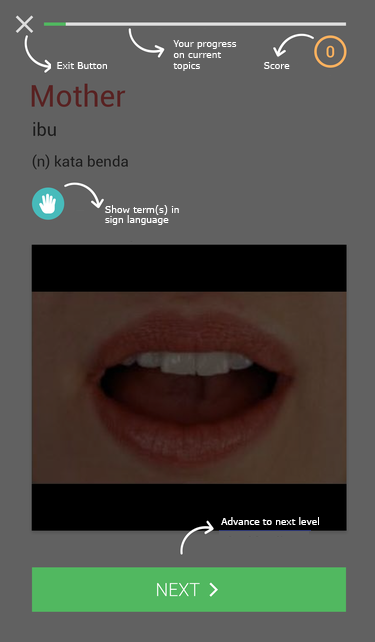 Your progress
on current
topics
Exit Button
Score
0
Mother
ibu
(n) kata benda
Show term(s) in
sign language
Advance to next level
NEXT